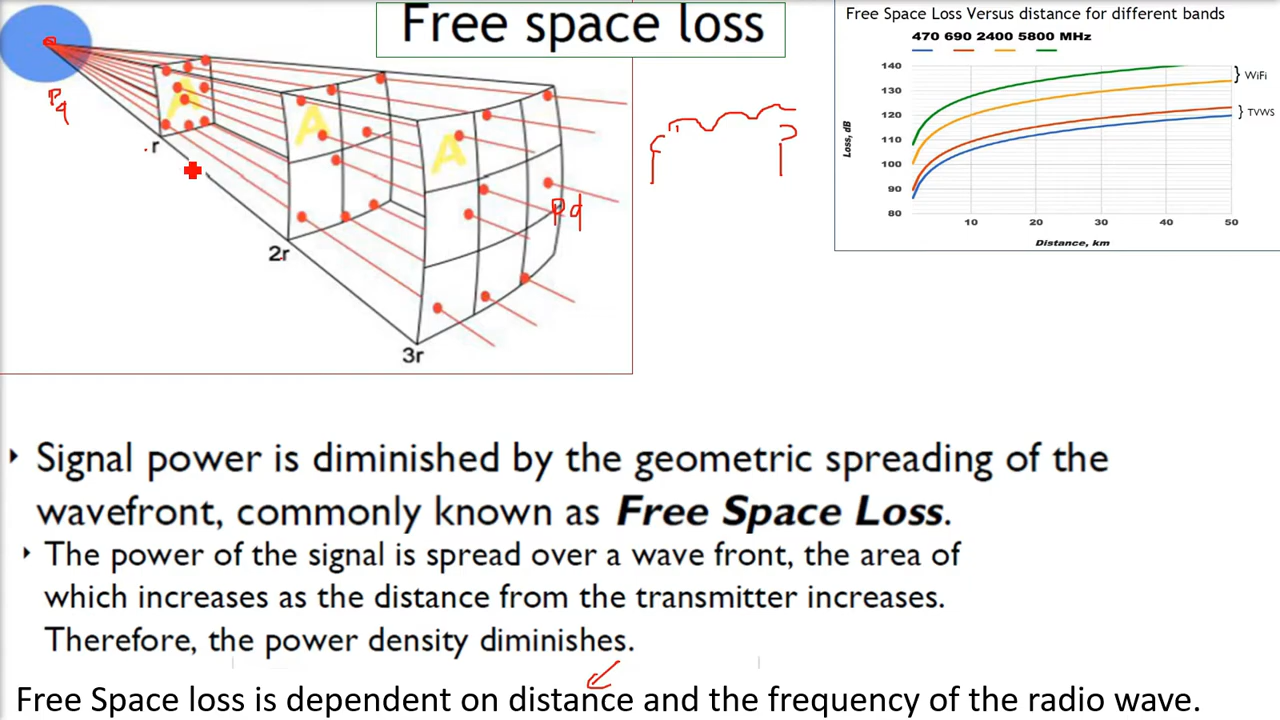 Free space loss
Pd
A
A
A
r
2r
3r
Pd
Free Space Loss Versus distance for different bands
470 690 2400 5800 MHz
140
130
120
110
100
90
80
Loss, dB
10 20 30 40 50
Distance, km
} WiFi
} TVWS
‣ Signal power is diminished by the geometric spreading of the
wavefront, commonly known as Free Space Loss.
‣ The power of the signal is spread over a wave front, the area of
which increases as the distance from the transmitter increases.
Therefore, the power density diminishes.
Free Space loss is dependent on distance and the frequency of the radio wave.